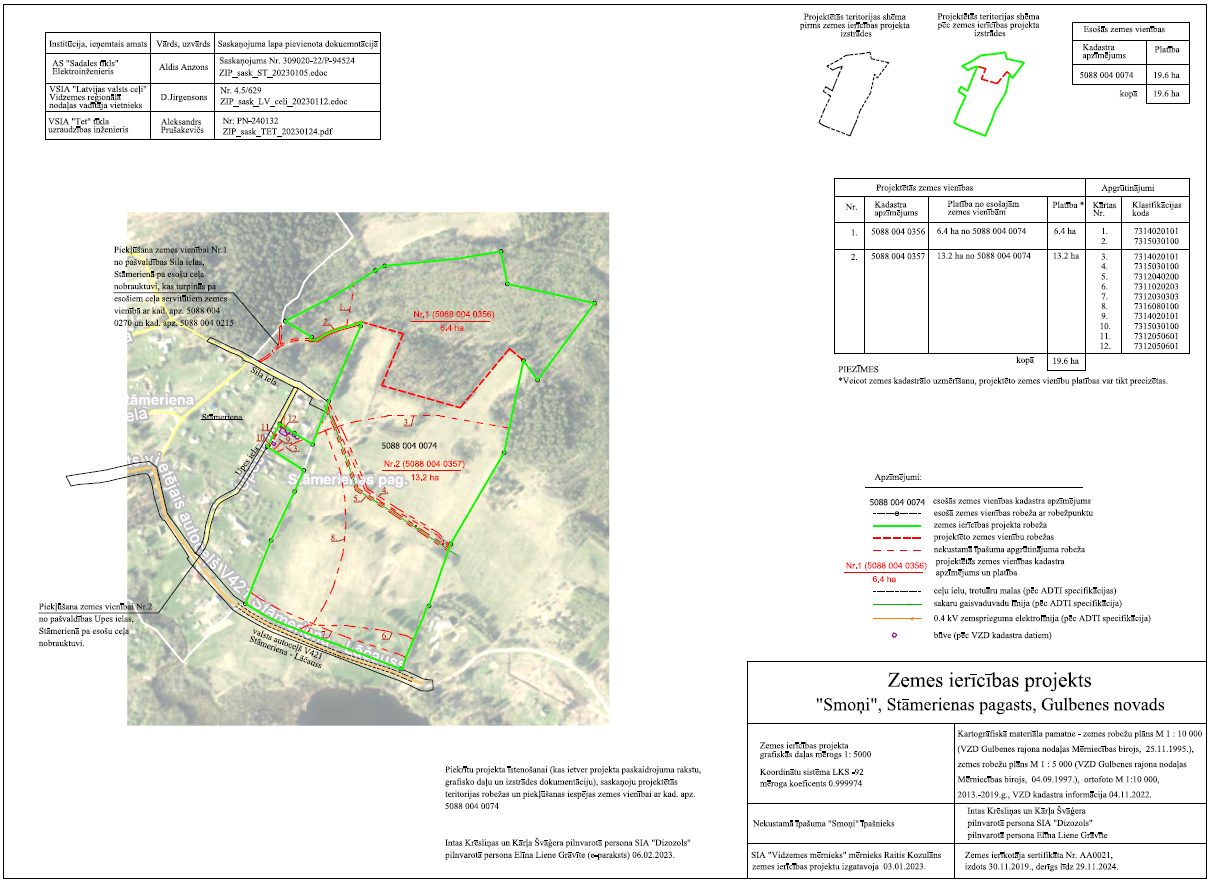 Institūcija, ieņemtais amats | Vārds, uzvārds | Saskaņojuma lapa pievienota dokuemntācijā
AS "Sadales tīkls" Elektroinženieris | Aldis Anzons | Saskaņojums Nr. 309020-22/P-94524 ZIP_sask_ST_20230105.edoc
VSIA "Latvijas valsts ceļi" Vidzemes reģionālā nodaļas vadītāja vietnieks | D.Jirgensons | Nr. 4.5/629 ZIP_sask_LV_celi_20230112.edoc
VSIA "Tet" tīkla uzraudzības inženieris | Aleksandrs Prušakevičs | Nr: PN-240132 ZIP_sask_TET_20230124.pdf
Projektētās teritorijas shēma
pirms zemes ierīcības projekta
izstrādes
Projektētās teritorijas shēma
pēc zemes ierīcības projekta
izstrādes
Esošās zemes vienības
Kadastra apzīmējums | Platība
5088 004 0074 | 19.6 ha
kopā | 19.6 ha
Projektētās zemes vienības | Apgrūtinājumi
Nr. | Kadastra apzīmējums | Platība no esošajām zemes vienībām | Platība * | Kārtas Nr. | Klasifikācijas kods
1. | 5088 004 0356 | 6.4 ha no 5088 004 0074 | 6.4 ha | 1. | 7314020101
2. | 7315030100
2. | 5088 004 0357 | 13.2 ha no 5088 004 0074 | 13.2 ha | 3. | 7314020101
4. | 7315030100
5. | 7312040200
6. | 7311020203
7. | 7312030303
8. | 7316080100
9. | 7314020101
10. | 7315030100
11. | 7312050601
12. | 7312050601
kopā | 19.6 ha
PIEZĪMES
*Veicot zemes kadastrālo uzmērīšanu, projektēto zemes vienību platības var tikt precizētas.
Piekļūšana zemes vienībai Nr.1
no pašvaldības Sila ielas,
Stāmerienā pa esošu ceļa
nobrauktuvi, kas turpinās pa
esošiem ceļa servitūtiem zemes
vienībā ar kad. apz. 5088 004
0270 un kad. apz. 5088 004 0215
1.
2.
Nr.1 (5088 004 0356)
6.4 ha
Sila iela
Stāmeriena
3.
5088 004 0074
Nr.2 (5088 004 0357)
13,2 ha
Stāmerienas pag.
12.
11.
10.
9.
3.
Upes iela
4.
5.
8.
7.
6.
valsts autoceļš V421
Stāmeriena - Lācauss
Piekļūšana zemes vienībai Nr.2
no pašvaldības Upes ielas,
Stāmerienā pa esošu ceļa
nobrauktuvi.
Apzīmējumi:
5088 004 0074 esošās zemes vienības kadastra apzīmējums
esošā zemes vienības robeža ar robežpunktu
zemes ierīcības projekta robeža
projektēto zemes vienību robežas
nekustamā īpašuma apgrūtinājuma robeža
Nr,1 (5088 004 0356)
6,4 ha
projektētās zemes vienības kadastra
apzīmējums un platība
ceļu ielu, trotuāru malas (pēc ADTI specifikācijas)
sakaru gaisvaduvadu līnija (pēc ADTI specifikācija)
0.4 kV zemsprieguma elektrolīnija (pēc ADTI specifikācija)
būve (pēc VZD kadastra datiem)
Piekrītu projekta īstenošanai (kas ietver projekta paskaidrojuma rakstu,
grafisko daļu un izstrādes dokumentāciju), saskaņoju projektētās
teritorijas robežas un piekļūšanas iespējas zemes vienībai ar kad. apz.
5088 004 0074
Intas Krēsliņas un Kārļa Švāģera pilnvarotā persona SIA "Dizozols"
pilnvarotā persona Elīna Liene Grāvīte (e-paraksts) 06.02.2023.
Zemes ierīcības projekts
"Smoņi", Stāmerienas pagasts, Gulbenes novads
Zemes ierīcības projekta
grafiskās daļas mērogs 1: 5000
Koordinātu sistēma LKS -92
mēroga koeficents 0.999974
Kartogrāfiskā materiāla pamatne - zemes robežu plāns M 1 : 10 000
(VZD Gulbenes rajona nodaļas Mērniecības birojs, 25.11.1995.),
zemes robežu plāns M 1 : 5 000 (VZD Gulbenes rajona nodaļas
Mērniecības birojs, 04.09.1997.), ortofoto M 1:10 000,
2013.-2019.g., VZD kadastra informācija 04.11.2022.
Nekustamā īpašuma "Smoņi" īpašnieks
Intas Krēsliņas un Kārļa Švāģera
pilnvarotā persona SIA "Dizozols"
pilnvarotā persona Elīna Liene Grāvīte
SIA "Vidzemes mērnieks" mērnieks Raitis Kozulāns
zemes ierīcības projektu izgatavoja 03.01.2023.
Zemes ierīkotāja sertifikāta Nr. AA0021,
izdots 30.11.2019., derīgs līdz 29.11.2024.